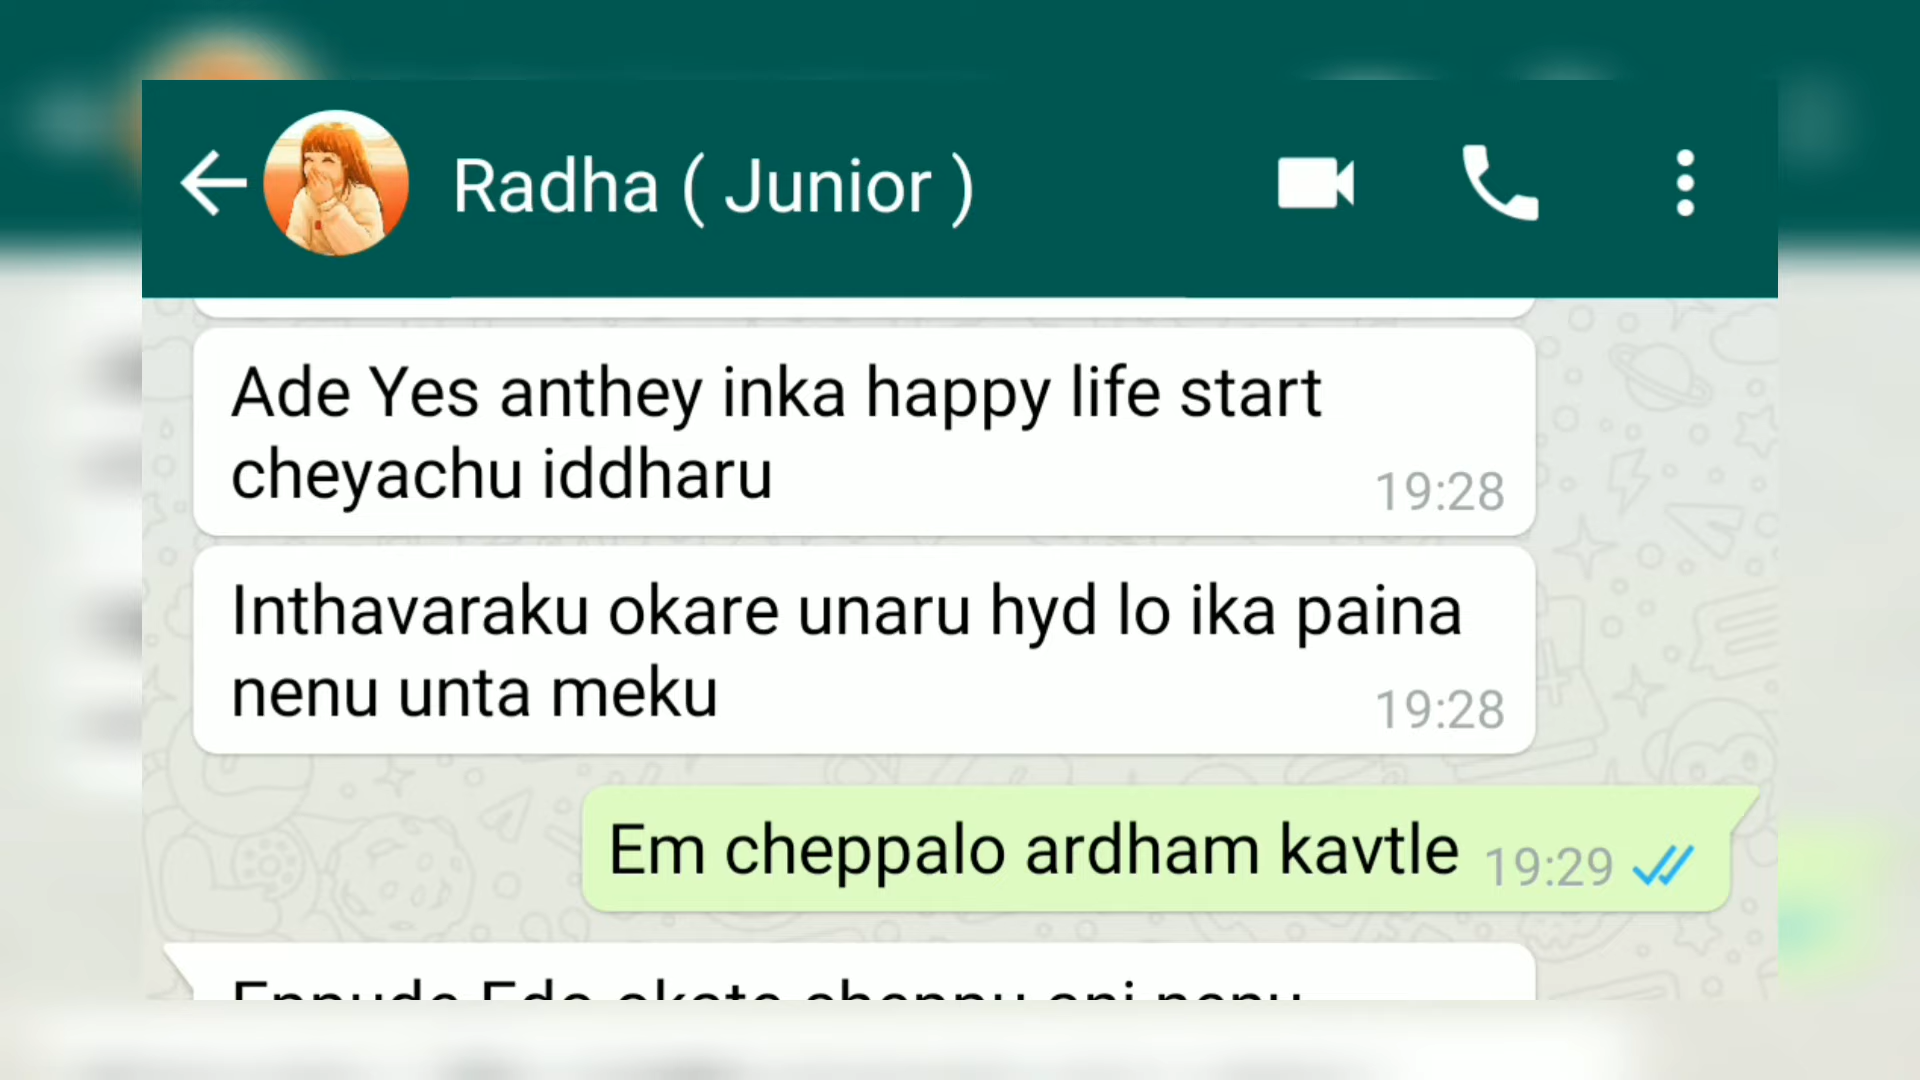 Radha ( Junior )
Ade Yes anthey inka happy life start
cheyachu iddharu
19:28
Inthavaraku okare unaru hyd lo ika paina
nenu unta meku
19:28
Em cheppalo ardham kavtle 19:29